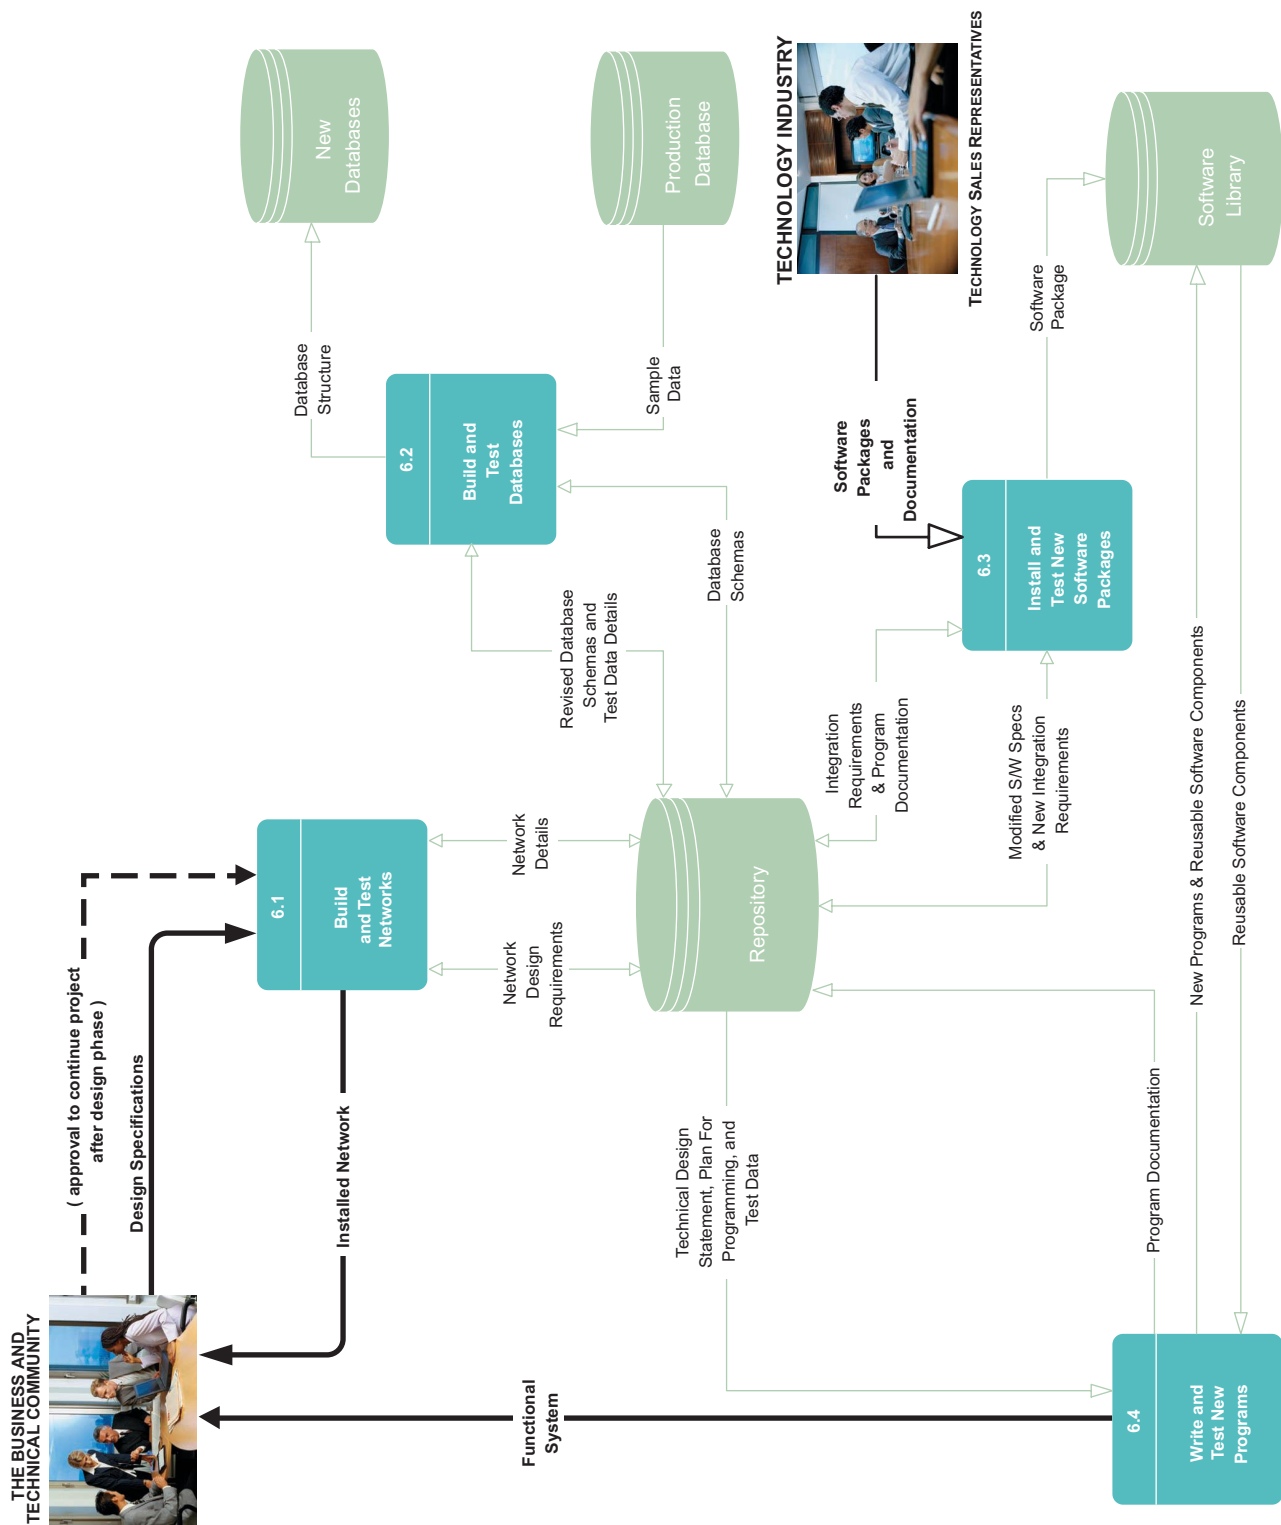 THE BUSINESS AND
TECHNICAL COMMUNITY
( approval to continue project
after design phase )
Design Specifications
Installed Network
Functional
System
6.1
Build
and Test
Networks
Network
Design
Requirements
Network
Details
Repository
Technical Design
Statement, Plan For
Programming, and
Test Data
Revised Database
Schemas and
Test Data Details
Database
Schemas
6.2
Build and
Test
Databases
Database
Structure
New
Databases
Sample
Data
Production
Database
TECHNOLOGY INDUSTRY
TECHNOLOGY SALES REPRESENTATIVES
Software
Packages
and
Documentation
6.3
Install and
Test New
Software
Packages
Integration
Requirements
& Program
Documentation
Modified S/W Specs
& New Integration
Requirements
Software
Package
Software
Library
6.4
Write and
Test New
Programs
Program Documentation
New Programs & Reusable Software Components
Reusable Software Components